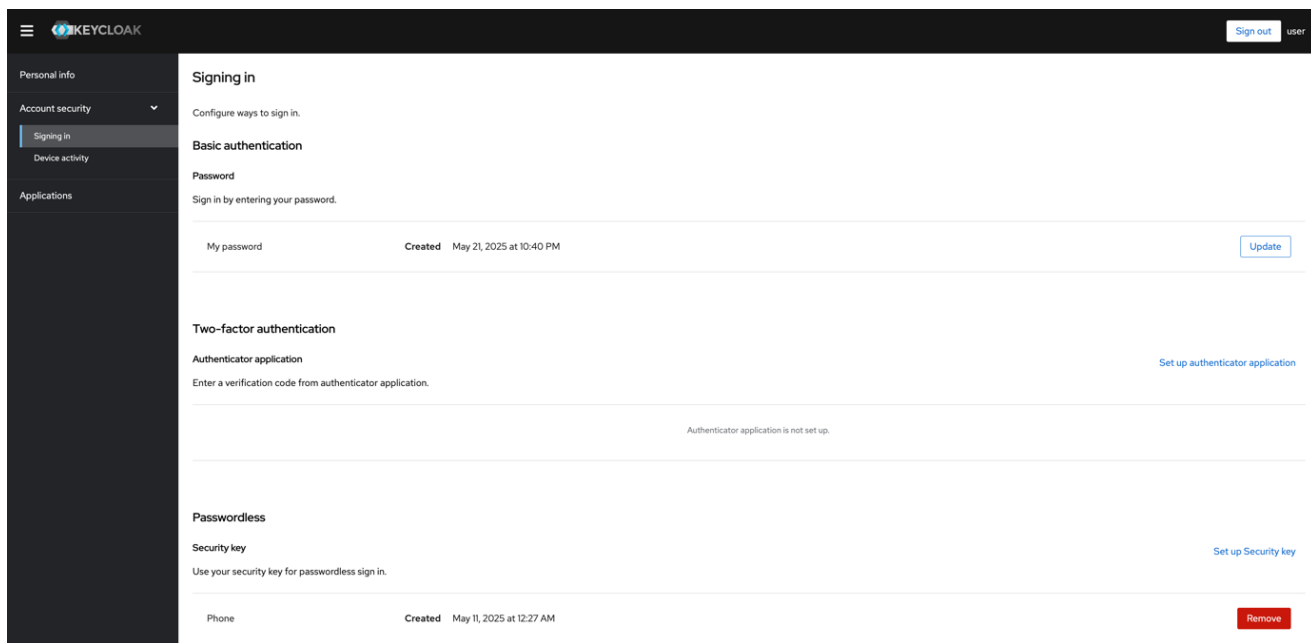 KEYCLOAK
Sign out user
Personal info
Account security
Signing in
Device activity
Applications
Signing in
Configure ways to sign in.
Basic authentication
Password
Sign in by entering your password.
My password Created May 21, 2025 at 10:40 PM Update
Two-factor authentication
Authenticator application
Set up authenticator application
Enter a verification code from authenticator application.
Authenticator application is not set up.
Passwordless
Security key
Set up Security key
Use your security key for passwordless sign in.
Phone Created May 11, 2025 at 12:27 AM Remove